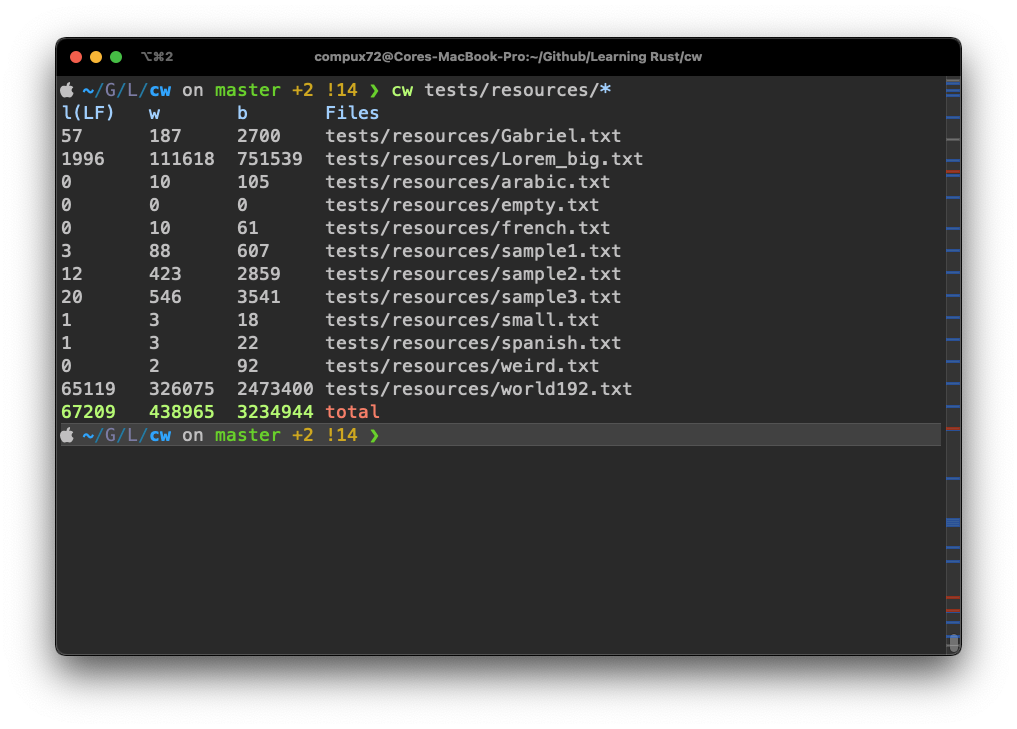 ⌥⌘2 compux72@Cores-MacBook-Pro:~/Github/Learning Rust/cw
~/G/L/cw on master +2 !14 ❯ cw tests/resources/*
l(LF) w b Files
57 187 2700 tests/resources/Gabriel.txt
1996 111618 751539 tests/resources/Lorem_big.txt
0 10 105 tests/resources/arabic.txt
0 0 0 tests/resources/empty.txt
0 10 61 tests/resources/french.txt
3 88 607 tests/resources/sample1.txt
12 423 2859 tests/resources/sample2.txt
20 546 3541 tests/resources/sample3.txt
1 3 18 tests/resources/small.txt
1 3 22 tests/resources/spanish.txt
0 2 92 tests/resources/weird.txt
65119 326075 2473400 tests/resources/world192.txt
67209 438965 3234944 total
~/G/L/cw on master +2 !14 ❯